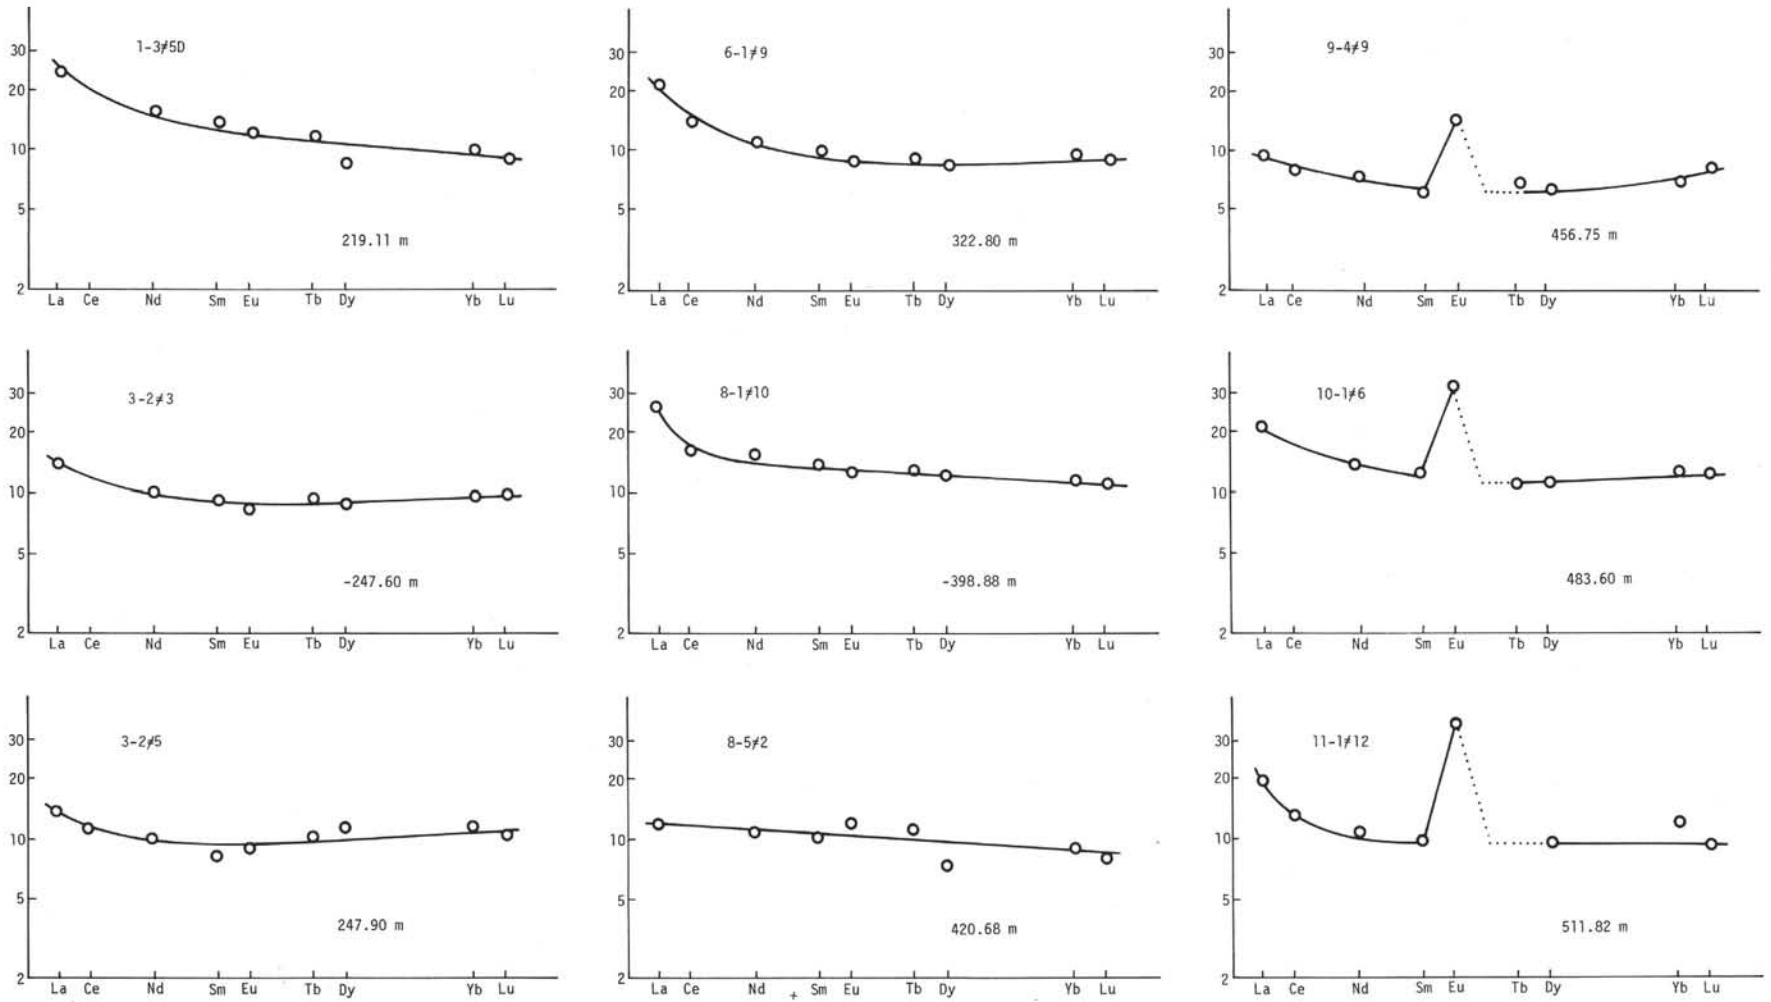 1-3≠5D
30
20
10
5
2
219.11 m
La Ce Nd Sm Eu Tb Dy Yb Lu
6-1≠9
30
20
10
5
2
322.80 m
La Ce Nd Sm Eu Tb Dy Yb Lu
9-4≠9
30
20
10
5
2
456.75 m
La Ce Nd Sm Eu Tb Dy Yb Lu
3-2≠3
30
20
10
5
2
-247.60 m
La Ce Nd Sm Eu Tb Dy Yb Lu
8-1≠10
30
20
10
5
2
-398.88 m
La Ce Nd Sm Eu Tb Dy Yb Lu
10-1≠6
30
20
10
5
2
483.60 m
La Ce Nd Sm Eu Tb Dy Yb Lu
3-2≠5
30
20
10
5
2
247.90 m
La Ce Nd Sm Eu Tb Dy Yb Lu
8-5≠2
30
20
10
5
2
420.68 m
La Ce Nd + Sm Eu Tb Dy Yb Lu
11-1≠12
30
20
10
5
2
511.82 m
La Ce Nd Sm Eu Tb Dy Yb Lu